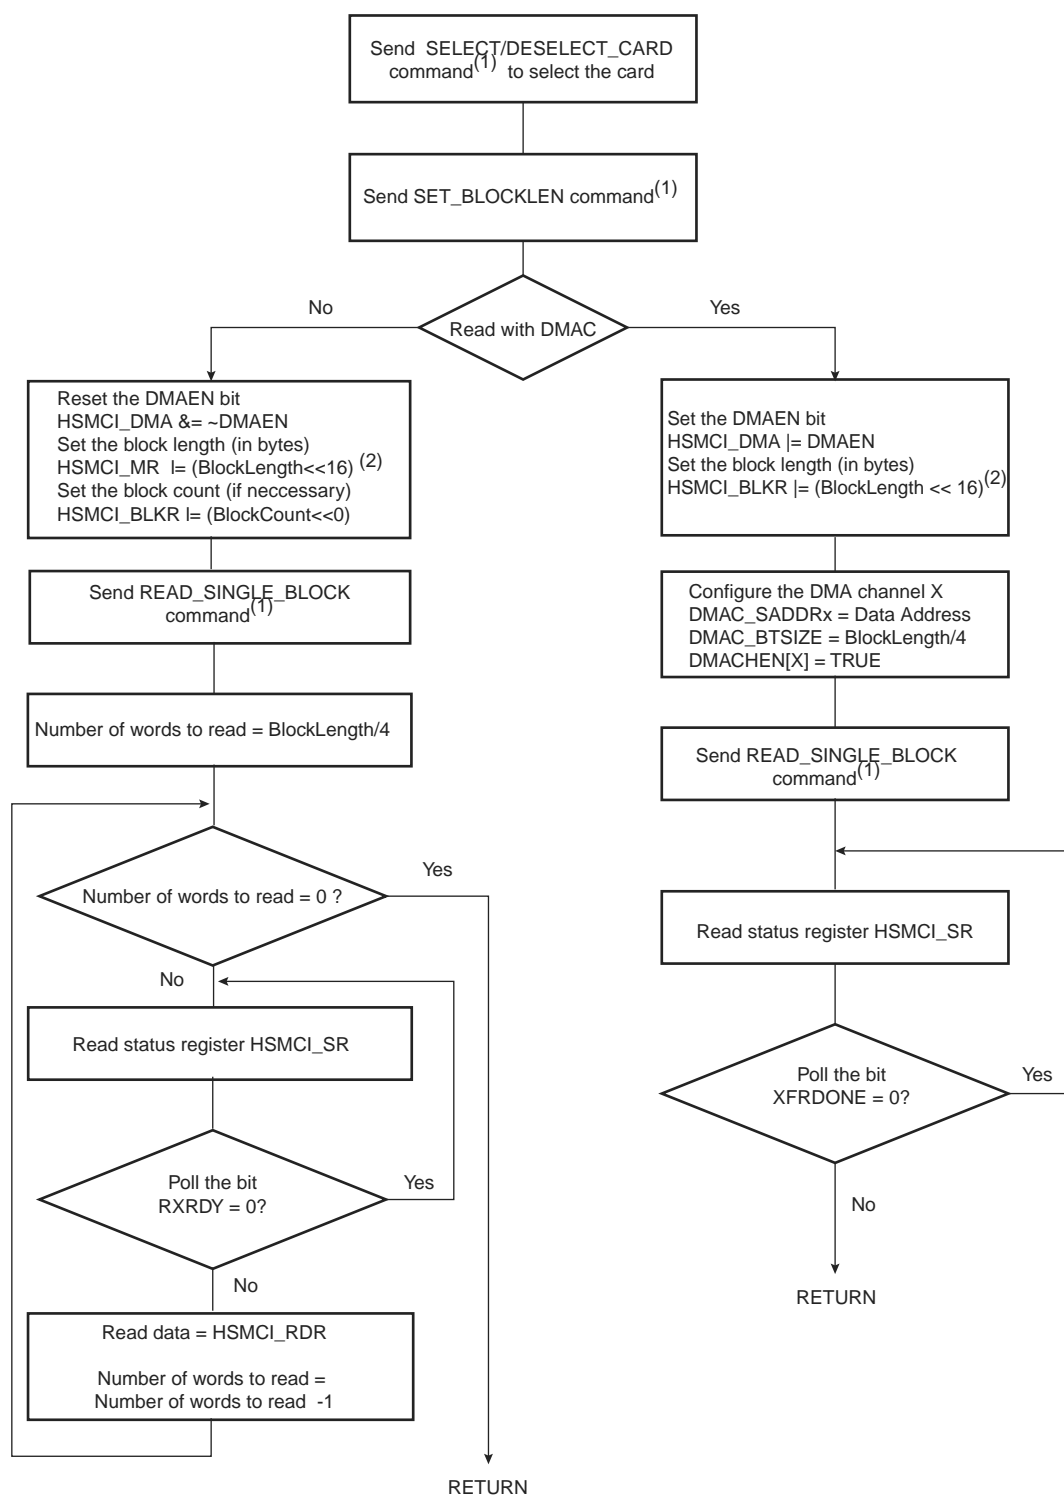 Send SELECT/DESELECT_CARD
command(1) to select the card
Send SET_BLOCKLEN command(1)
No
Yes
Read with DMAC
Reset the DMAEN bit
HSMCI_DMA &= ~DMAEN
Set the block length (in bytes)
HSMCI_MR l= (BlockLength<<16) (2)
Set the block count (if neccessary)
HSMCI_BLKR l= (BlockCount<<0)
Send READ_SINGLE_BLOCK
command(1)
Number of words to read = BlockLength/4
Number of words to read = 0 ?
Yes
No
Read status register HSMCI_SR
Poll the bit
RXRDY = 0?
Yes
No
Read data = HSMCI_RDR
Number of words to read =
Number of words to read -1
RETURN
Set the DMAEN bit
HSMCI_DMA |= DMAEN
Set the block length (in bytes)
HSMCI_BLKR |= (BlockLength << 16)(2)
Configure the DMA channel X
DMAC_SADDRx = Data Address
DMAC_BTSIZE = BlockLength/4
DMACHEN[X] = TRUE
Send READ_SINGLE_BLOCK
command(1)
Read status register HSMCI_SR
Poll the bit
XFRDONE = 0?
Yes
No
RETURN